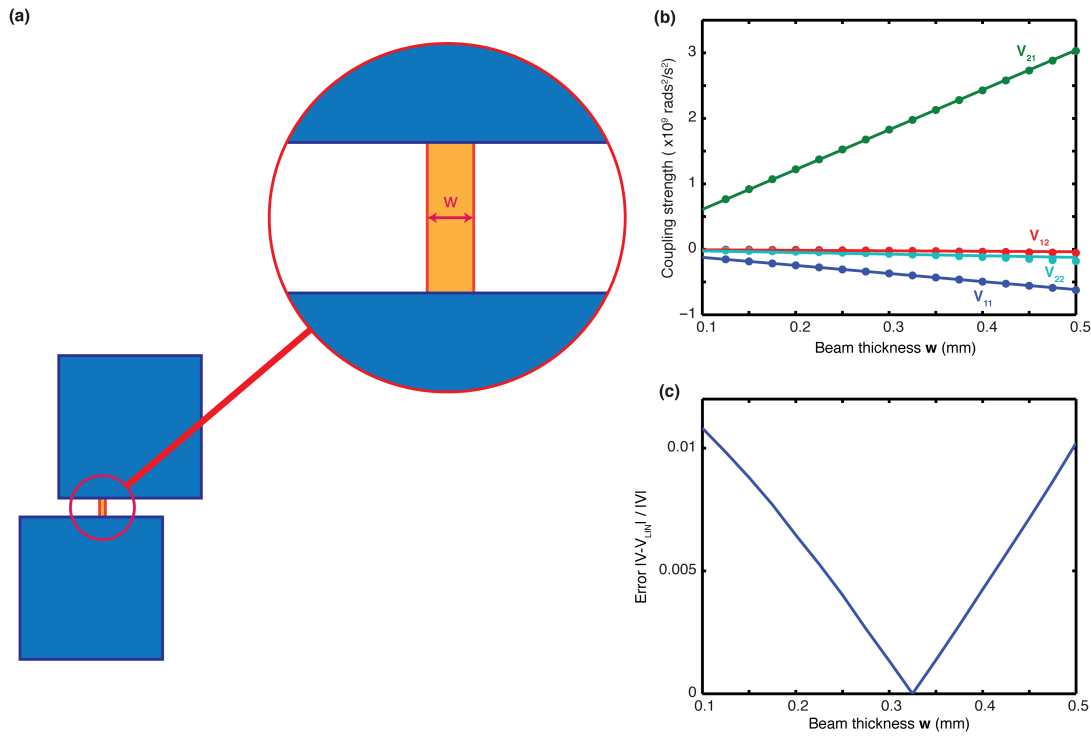 (a)
w
(b)
Coupling strength ( x10⁹ rads²/s²)
3
2
1
0
−1
V₂₁
V₁₂
V₂₂
V₁₁
0.1 0.2 0.3 0.4 0.5
Beam thickness w (mm)
(c)
Error |V-V_LIN| / |V|
0.01
0.005
0
0.1 0.2 0.3 0.4 0.5
Beam thickness w (mm)